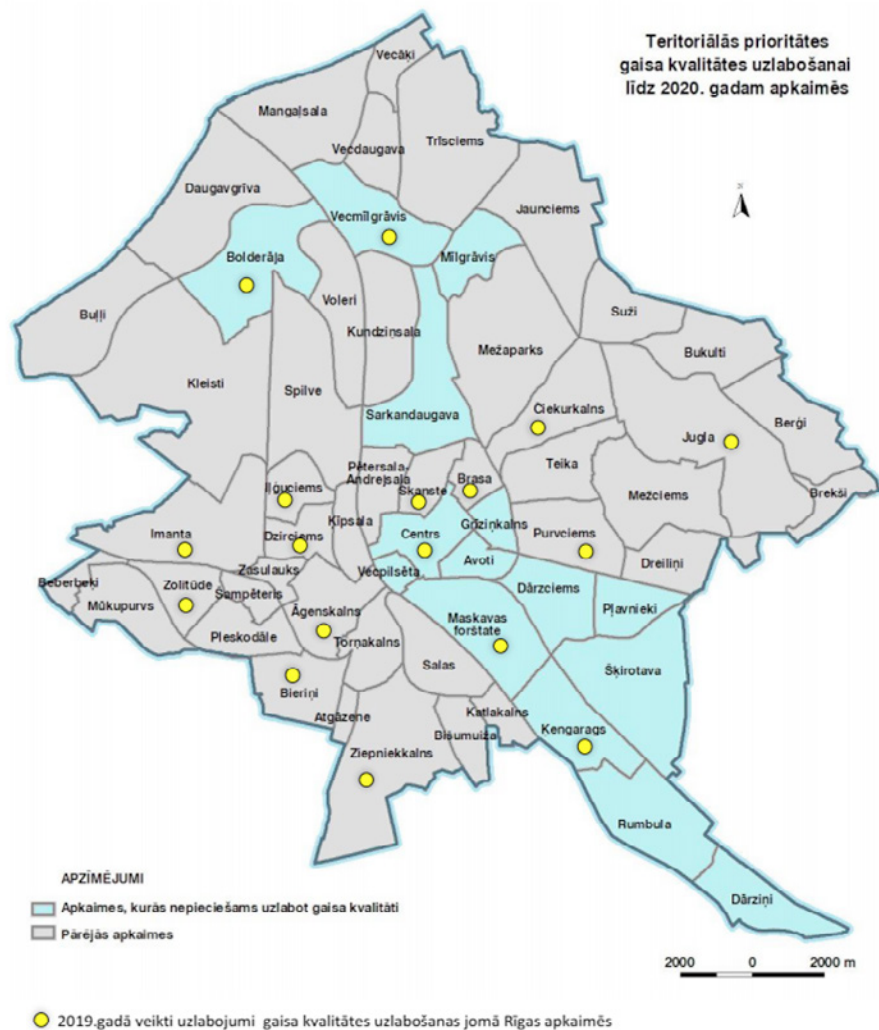 Teritoriālās prioritātes
gaisa kvalitātes uzlabošanai
līdz 2020. gadam apkaimēs
Vecāķi
Mangaļsala
Vecdaugava
Trīsciems
Daugavgrīva
Vecmīlgrāvis
Jaunciems
Bolderāja
Mīlgrāvis
Buļļi
Voleri
Kundziņsala
Suži
Mežaparks
Bukulti
Kleisti
Spilve
Sarkandaugava
Čiekurkalns
Jugla
Berģi
Pētersala-
Andrejsala
Teika
Iļģuciems
Skanste
Brasa
Mežciems
Brekši
Ķīpsala
Grīziņkalns
Imanta
Dzirciems
Centrs
Purvciems
Avoti
Dreiliņi
Zasulauks
Vecpilsēta
Beberbeķi
Zolitūde
Šampēteris
Dārzciems
Pļavnieki
Mūkupurvs
Āgenskalns
Maskavas
forštate
Pleskodāle
Torņakalns
Salas
Šķirotava
Bieriņi
Atgāzene
Katlakalns
Bišumuiža
Ķengarags
Ziepniekkalns
Rumbula
Dārziņi
APZĪMĒJUMI
Apkaimes, kurās nepieciešams uzlabot gaisa kvalitāti
Pārējās apkaimes
2000 0 2000 m
2019.gadā veikti uzlabojumi gaisa kvalitātes uzlabošanas jomā Rīgas apkaimēs